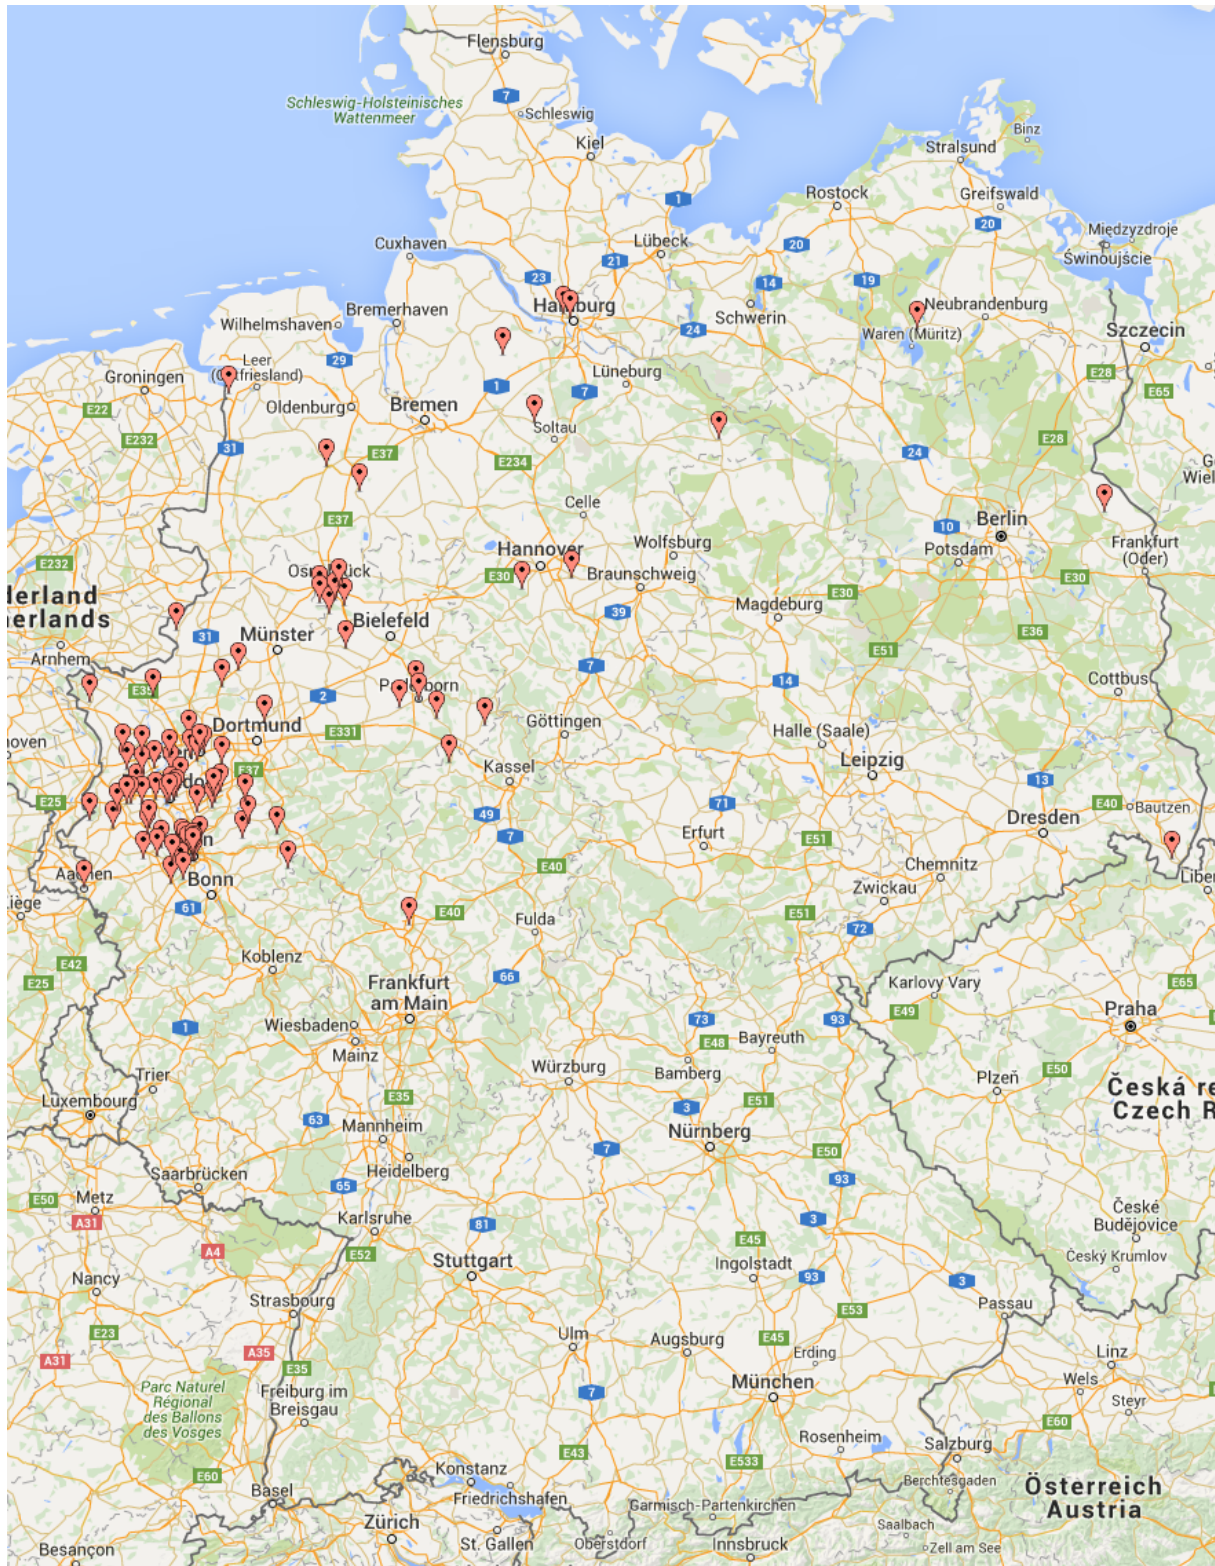 Flensburg
7
Schleswig-Holsteinisches
Wattenmeer
Schleswig
Binz
Kiel
Stralsund
1
Rostock
Greifswald
20
Międzyzdroje
Cuxhaven
Lübeck
20
Świnoujście
21
23
14
19
Bremerhaven
Hamburg
Neubrandenburg
Wilhelmshaven
Schwerin
24
Waren (Müritz)
Szczecin
29
Leer
(Ostfriesland)
Groningen
Lüneburg
E28
1
7
E65
E22
Oldenburg
Bremen
Soltau
E232
31
E37
E28
24
E234
Celle
E37
10
Berlin
Hannover
Wolfsburg
Frankfurt
(Oder)
E232
Potsdam
E30
Braunschweig
E30
E30
derland
erlands
39
Magdeburg
31
Münster
Bielefeld
E36
Arnhem
E51
7
14
2
Cottbus
Göttingen
Dortmund
E331
Halle (Saale)
Leipzig
E37
Kassel
13
E25
49
71
E40
Bautzen
7
Erfurt
E51
Dresden
E40
Chemnitz
Aachen
Bonn
Zwickau
iège
61
E40
Fulda
E51
72
E42
Koblenz
66
E25
Frankfurt
am Main
Karlovy Vary
E65
1
Wiesbaden
73
93
E49
Praha
Mainz
E48
Bayreuth
Würzburg
Bamberg
Trier
Plzeň
E50
Luxembourg
E35
E51
Česká re
Czech R
63
3
Mannheim
Nürnberg
7
E50
Saarbrücken
Heidelberg
E50
Metz
65
93
A31
Karlsruhe
81
3
České
Budějovice
A4
E52
E45
Stuttgart
Ingolstadt
93
Český Krumlov
Nancy
3
Strasbourg
Passau
E23
Ulm
Augsburg
E45
E53
A31
A35
E35
Erding
Linz
Parc Naturel
Régional
des Ballons
des Vosges
Freiburg im
Breisgau
7
München
Wels
Steyr
E60
E43
Rosenheim
Salzburg
E60
Konstanz
E533
Berchtesgaden
Basel
Friedrichshafen
Österreich
Austria
Garmisch-Partenkirchen
Zürich
St. Gallen
Oberstdorf
Innsbruck
Saalbach
Zell am See
Besançon